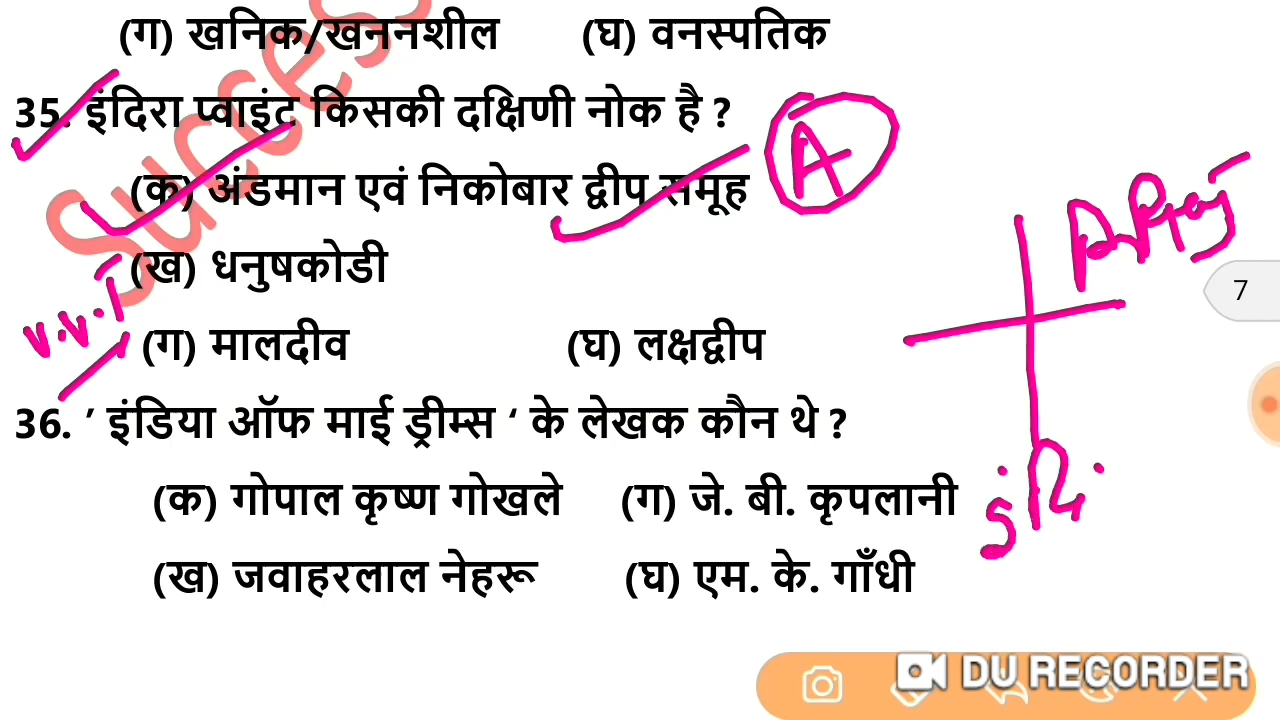 (ग) खनिक/खननशील (घ) वनस्पतिक
35. इंदिरा प्वाइंट किसकी दक्षिणी नोक है ?
(क) अंडमान एवं निकोबार द्वीप समूह A
(ख) धनुषकोडी
7
v.v.I
(ग) मालदीव (घ) लक्षद्वीप
36. ’ इंडिया ऑफ माई ड्रीम्स ‘ के लेखक कौन थे ?
(क) गोपाल कृष्ण गोखले (ग) जे. बी. कृपलानी
(ख) जवाहरलाल नेहरू (घ) एम. के. गाँधी
Success
DU RECORDER